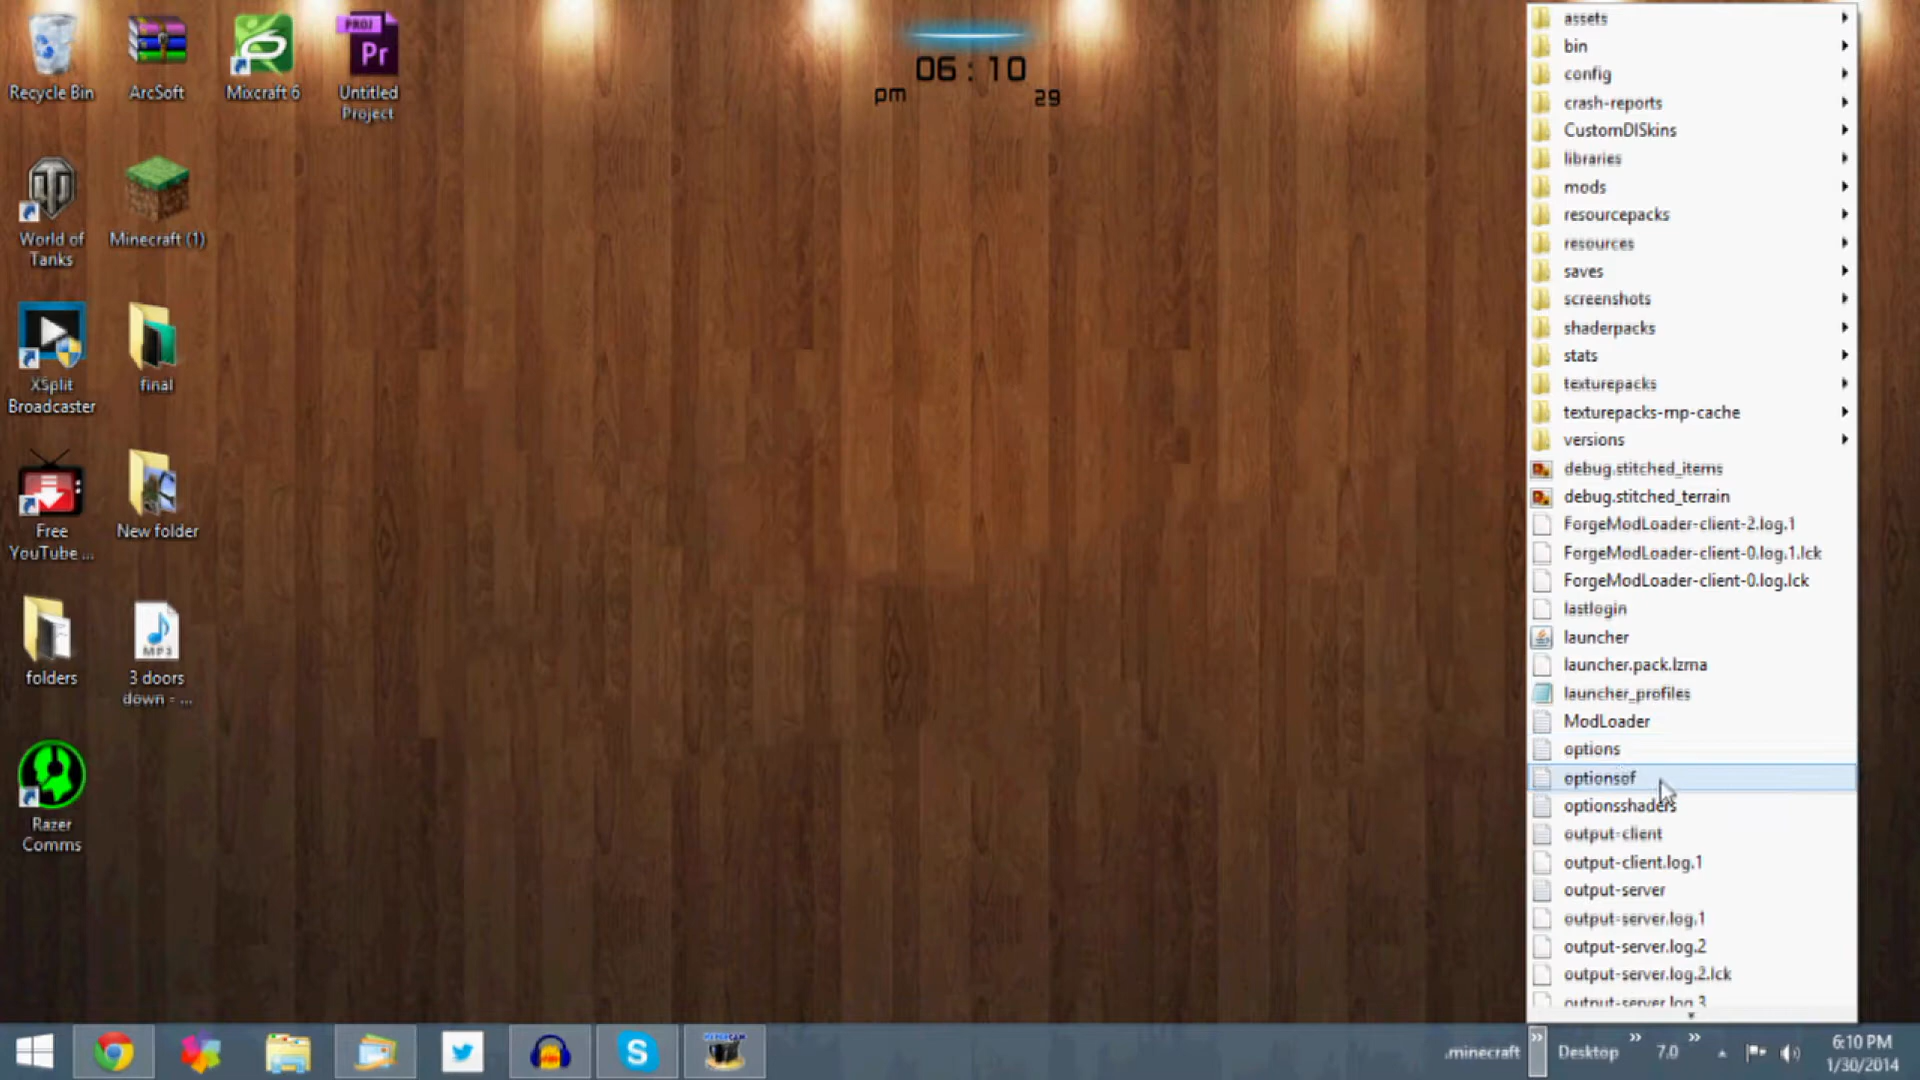 Recycle Bin
ArcSoft
Mixcraft 6
PROJ
Pr
Untitled
Project
World of
Tanks
Minecraft (1)
XSplit
Broadcaster
final
Free
YouTube ...
New folder
folders
MP3
3 doors
down - ...
Razer
Comms
06 : 10
pm
29
assets
bin
config
crash-reports
CustomDISkins
libraries
mods
resourcepacks
resources
saves
screenshots
shaderpacks
stats
texturepacks
texturepacks-mp-cache
versions
debug.stitched_items
debug.stitched_terrain
ForgeModLoader-client-2.log.1
ForgeModLoader-client-0.log.1.lck
ForgeModLoader-client-0.log.lck
lastlogin
launcher
launcher.pack.lzma
launcher_profiles
ModLoader
options
optionsof
optionsshaders
output-client
output-client.log.1
output-server
output-server.log.1
output-server.log.2
output-server.log.2.lck
output-server.log.3
.minecraft
Desktop
7.0
6:10 PM
1/30/2014